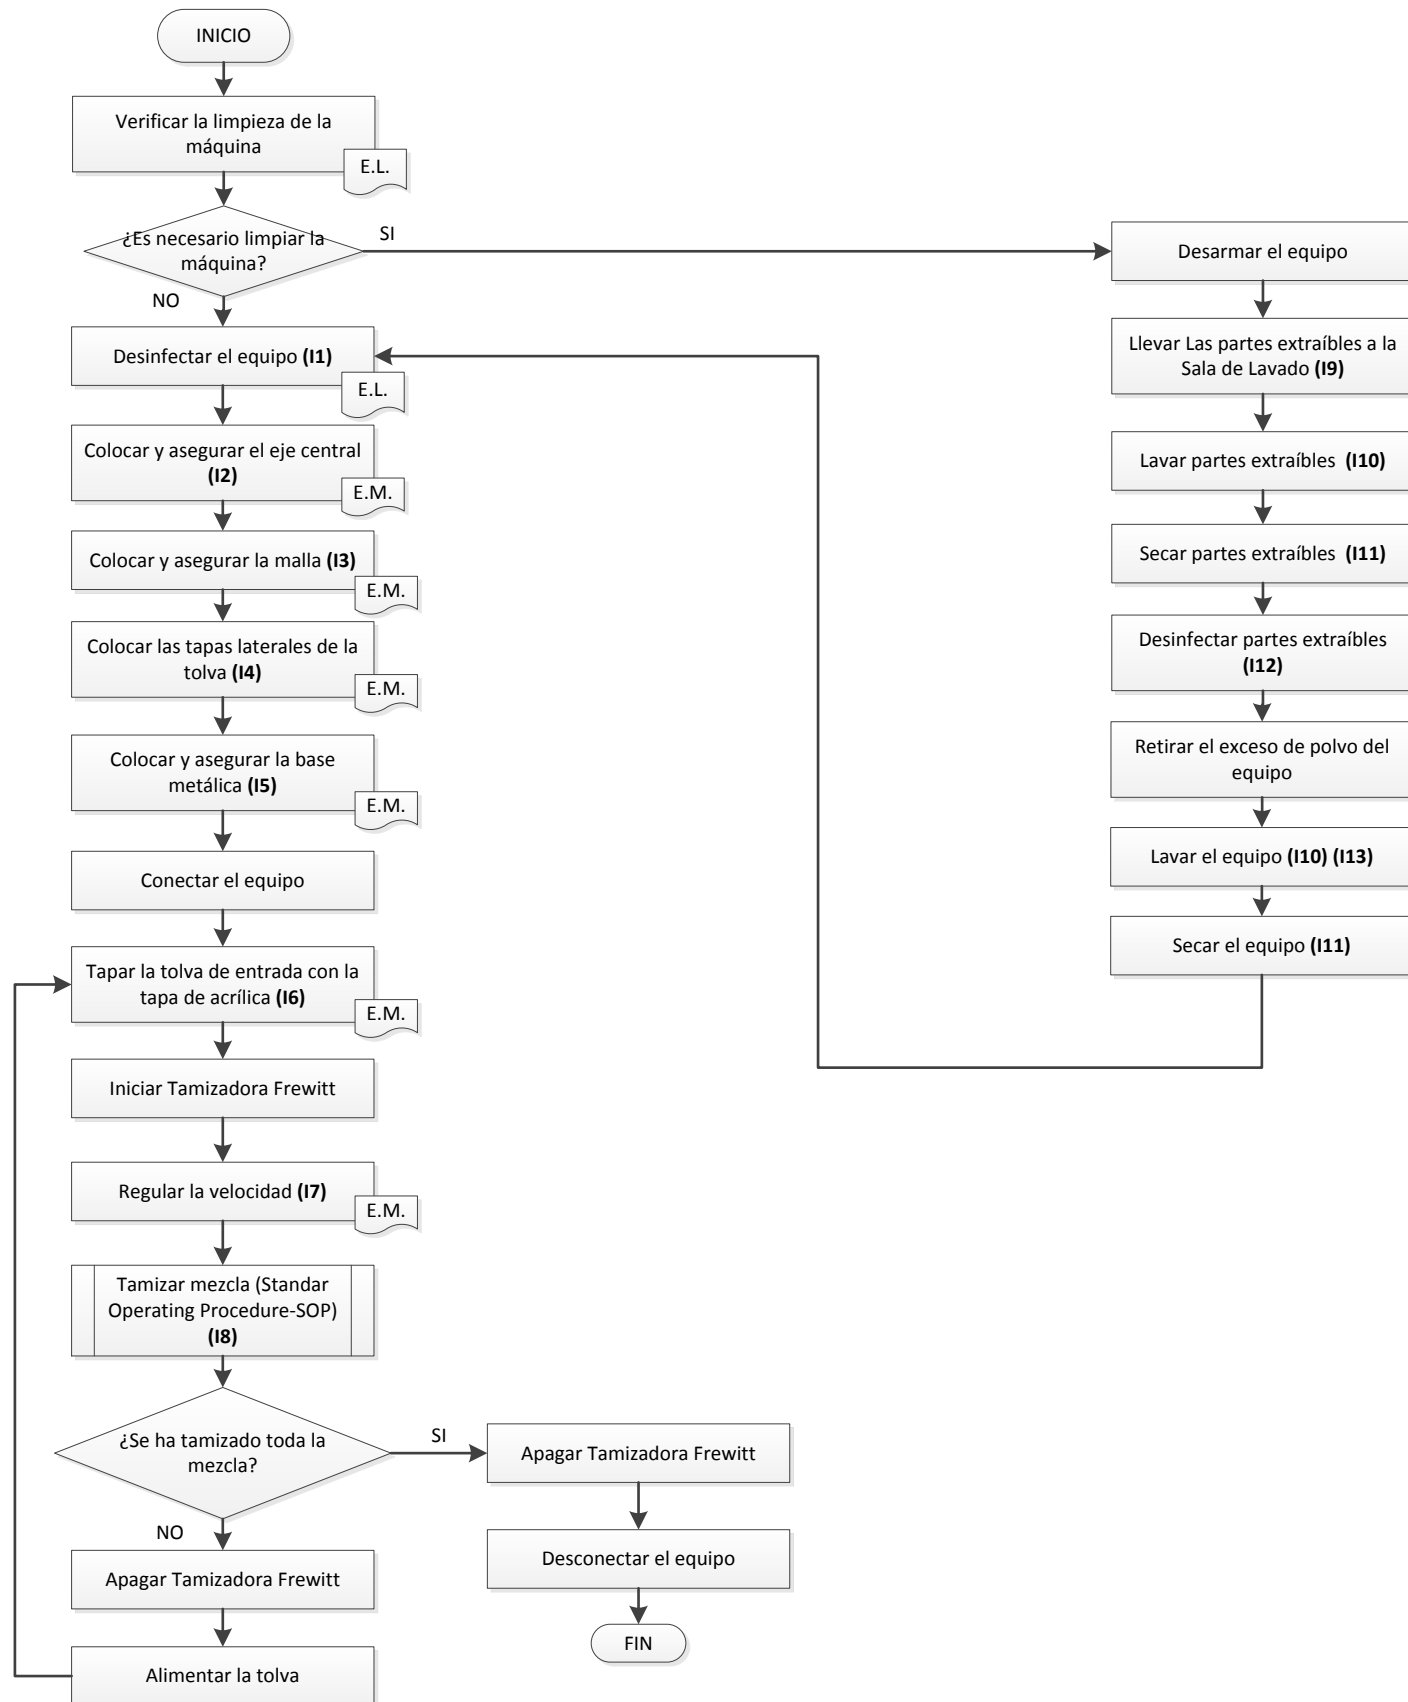 INICIO
Verificar la limpieza de la
máquina
E.L.
¿Es necesario limpiar la
máquina?
SI
NO
Desinfectar el equipo (I1)
E.L.
Colocar y asegurar el eje central
(I2)
E.M.
Colocar y asegurar la malla (I3)
E.M.
Colocar las tapas laterales de la
tolva (I4)
E.M.
Colocar y asegurar la base
metálica (I5)
E.M.
Conectar el equipo
Tapar la tolva de entrada con la
tapa de acrílica (I6)
E.M.
Iniciar Tamizadora Frewitt
Regular la velocidad (I7)
E.M.
Tamizar mezcla (Standar
Operating Procedure-SOP)
(I8)
¿Se ha tamizado toda la
mezcla?
SI
NO
Apagar Tamizadora Frewitt
Alimentar la tolva
Apagar Tamizadora Frewitt
Desconectar el equipo
FIN
Desarmar el equipo
Llevar Las partes extraíbles a la
Sala de Lavado (I9)
Lavar partes extraíbles (I10)
Secar partes extraíbles (I11)
Desinfectar partes extraíbles
(I12)
Retirar el exceso de polvo del
equipo
Lavar el equipo (I10) (I13)
Secar el equipo (I11)